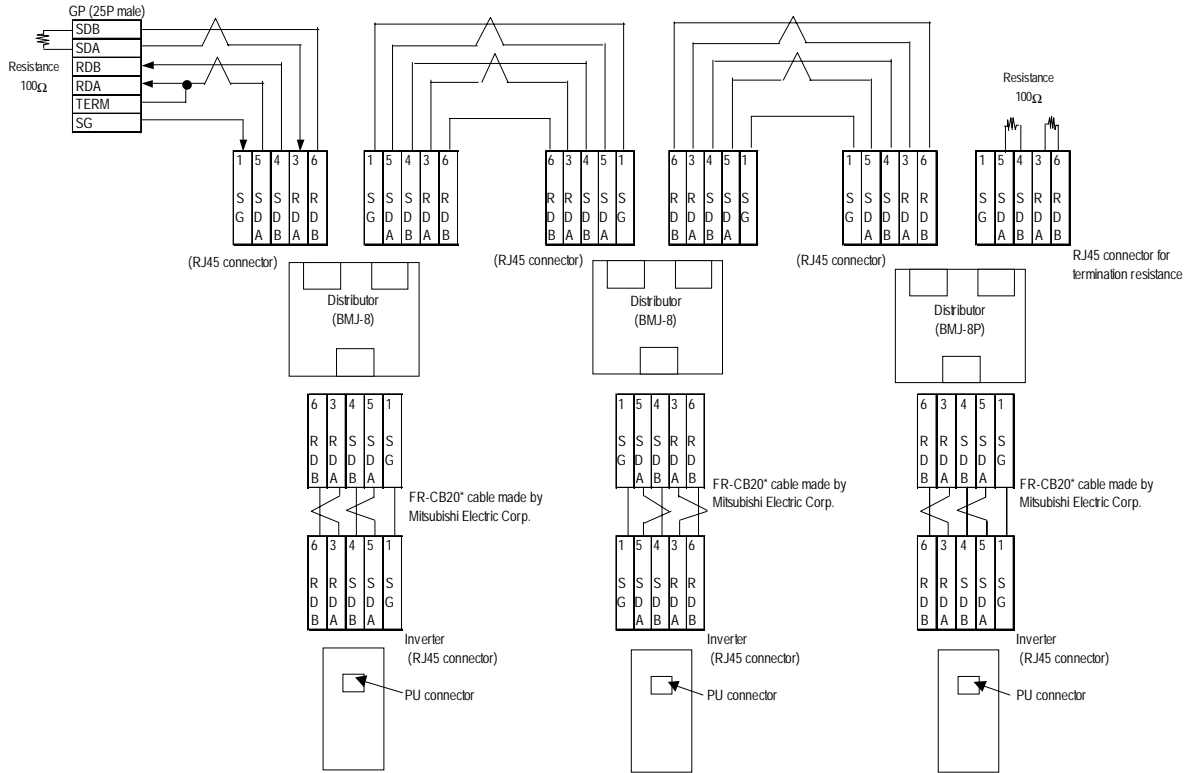 GP (25P male)
SDB
SDA
RDB
RDA
TERM
SG
Resistance
100Ω
Resistance
100Ω
1 5 4 3 6
SG SDA SDB RDA RDB
1 5 4 3 6
SG SDA SDB RDA RDB
6 3 4 5 1
RDB RDA SDB SDA SG
6 3 4 5 1
RDB RDA SDB SDA SG
1 5 4 3 6
SG SDA SDB RDA RDB
1 5 4 3 6
SG SDA SDB RDA RDB
(RJ45 connector)
(RJ45 connector)
(RJ45 connector)
RJ45 connector for
termination resistance
Distributor
(BMJ-8)
Distributor
(BMJ-8)
Distributor
(BMJ-8P)
6 3 4 5 1
RDB RDA SDB SDA SG
FR-CB20* cable made by
Mitsubishi Electric Corp.
6 3 4 5 1
RDB RDA SDB SDA SG
Inverter
(RJ45 connector)
PU connector
1 5 4 3 6
SG SDA SDB RDA RDB
FR-CB20* cable made by
Mitsubishi Electric Corp.
1 5 4 3 6
SG SDA SDB RDA RDB
Inverter
(RJ45 connector)
PU connector
6 3 4 5 1
RDB RDA SDB SDA SG
FR-CB20* cable made by
Mitsubishi Electric Corp.
6 3 4 5 1
RDB RDA SDB SDA SG
Inverter
(RJ45 connector)
PU connector